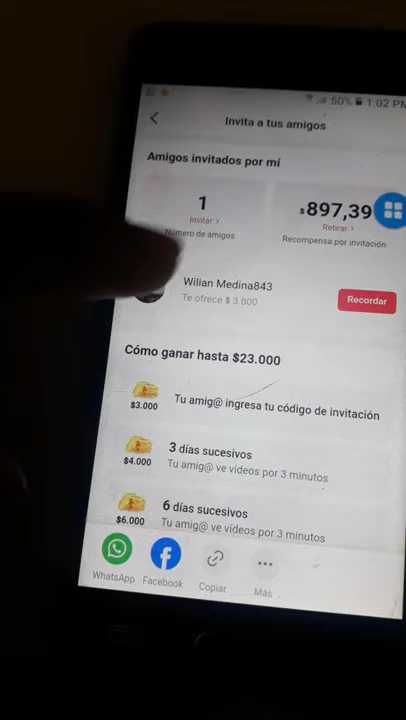 50% 1:02 PM
Invita a tus amigos
Amigos invitados por mí
1
Invitar >
Número de amigos
$897,39
Retirar >
Recompensa por invitación
Wilian Medina843
Te ofrece $ 3.000
Recordar
Cómo ganar hasta $23.000
$3.000
Tu amig@ ingresa tu código de invitación
3 días sucesivos
$4.000
Tu amig@ ve vídeos por 3 minutos
6 días sucesivos
$6.000
Tu amig@ ve vídeos por 3 minutos
WhatsApp
Facebook
Copiar
Más